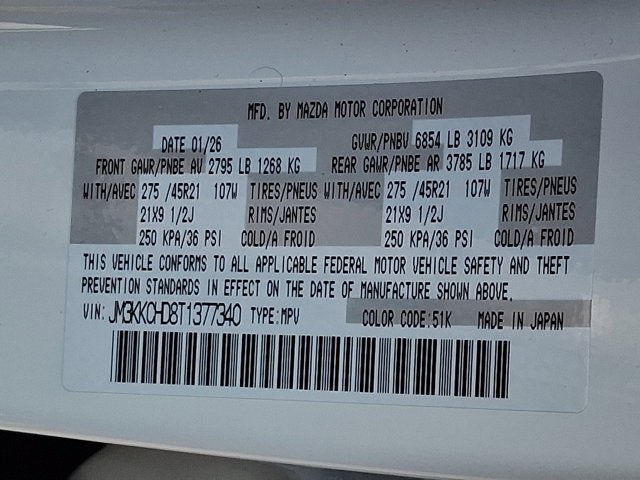 MFD. BY MAZDA MOTOR CORPORATION
DATE 01/26 GVWR/PNBV 6854 LB 3109 KG
FRONT GAWR/PNBE AV 2795 LB 1268 KG REAR GAWR/PNBE AR 3785 LB 1717 KG
WITH/AVEC 275 /45R21 107W TIRES/PNEUS WITH/AVEC 275 /45R21 107W TIRES/PNEUS
21X9 1/2J RIMS/JANTES 21X9 1/2J RIMS/JANTES
250 KPA/36 PSI COLD/A FROID 250 KPA/36 PSI COLD/A FROID
THIS VEHICLE CONFORMS TO ALL APPLICABLE FEDERAL MOTOR VEHICLE SAFETY AND THEFT
PREVENTION STANDARDS IN EFFECT ON THE DATE OF MANUFACTURE SHOWN ABOVE.
VIN: JM3KKCHD8T1377340 TYPE:MPV COLOR CODE:51K MADE IN JAPAN